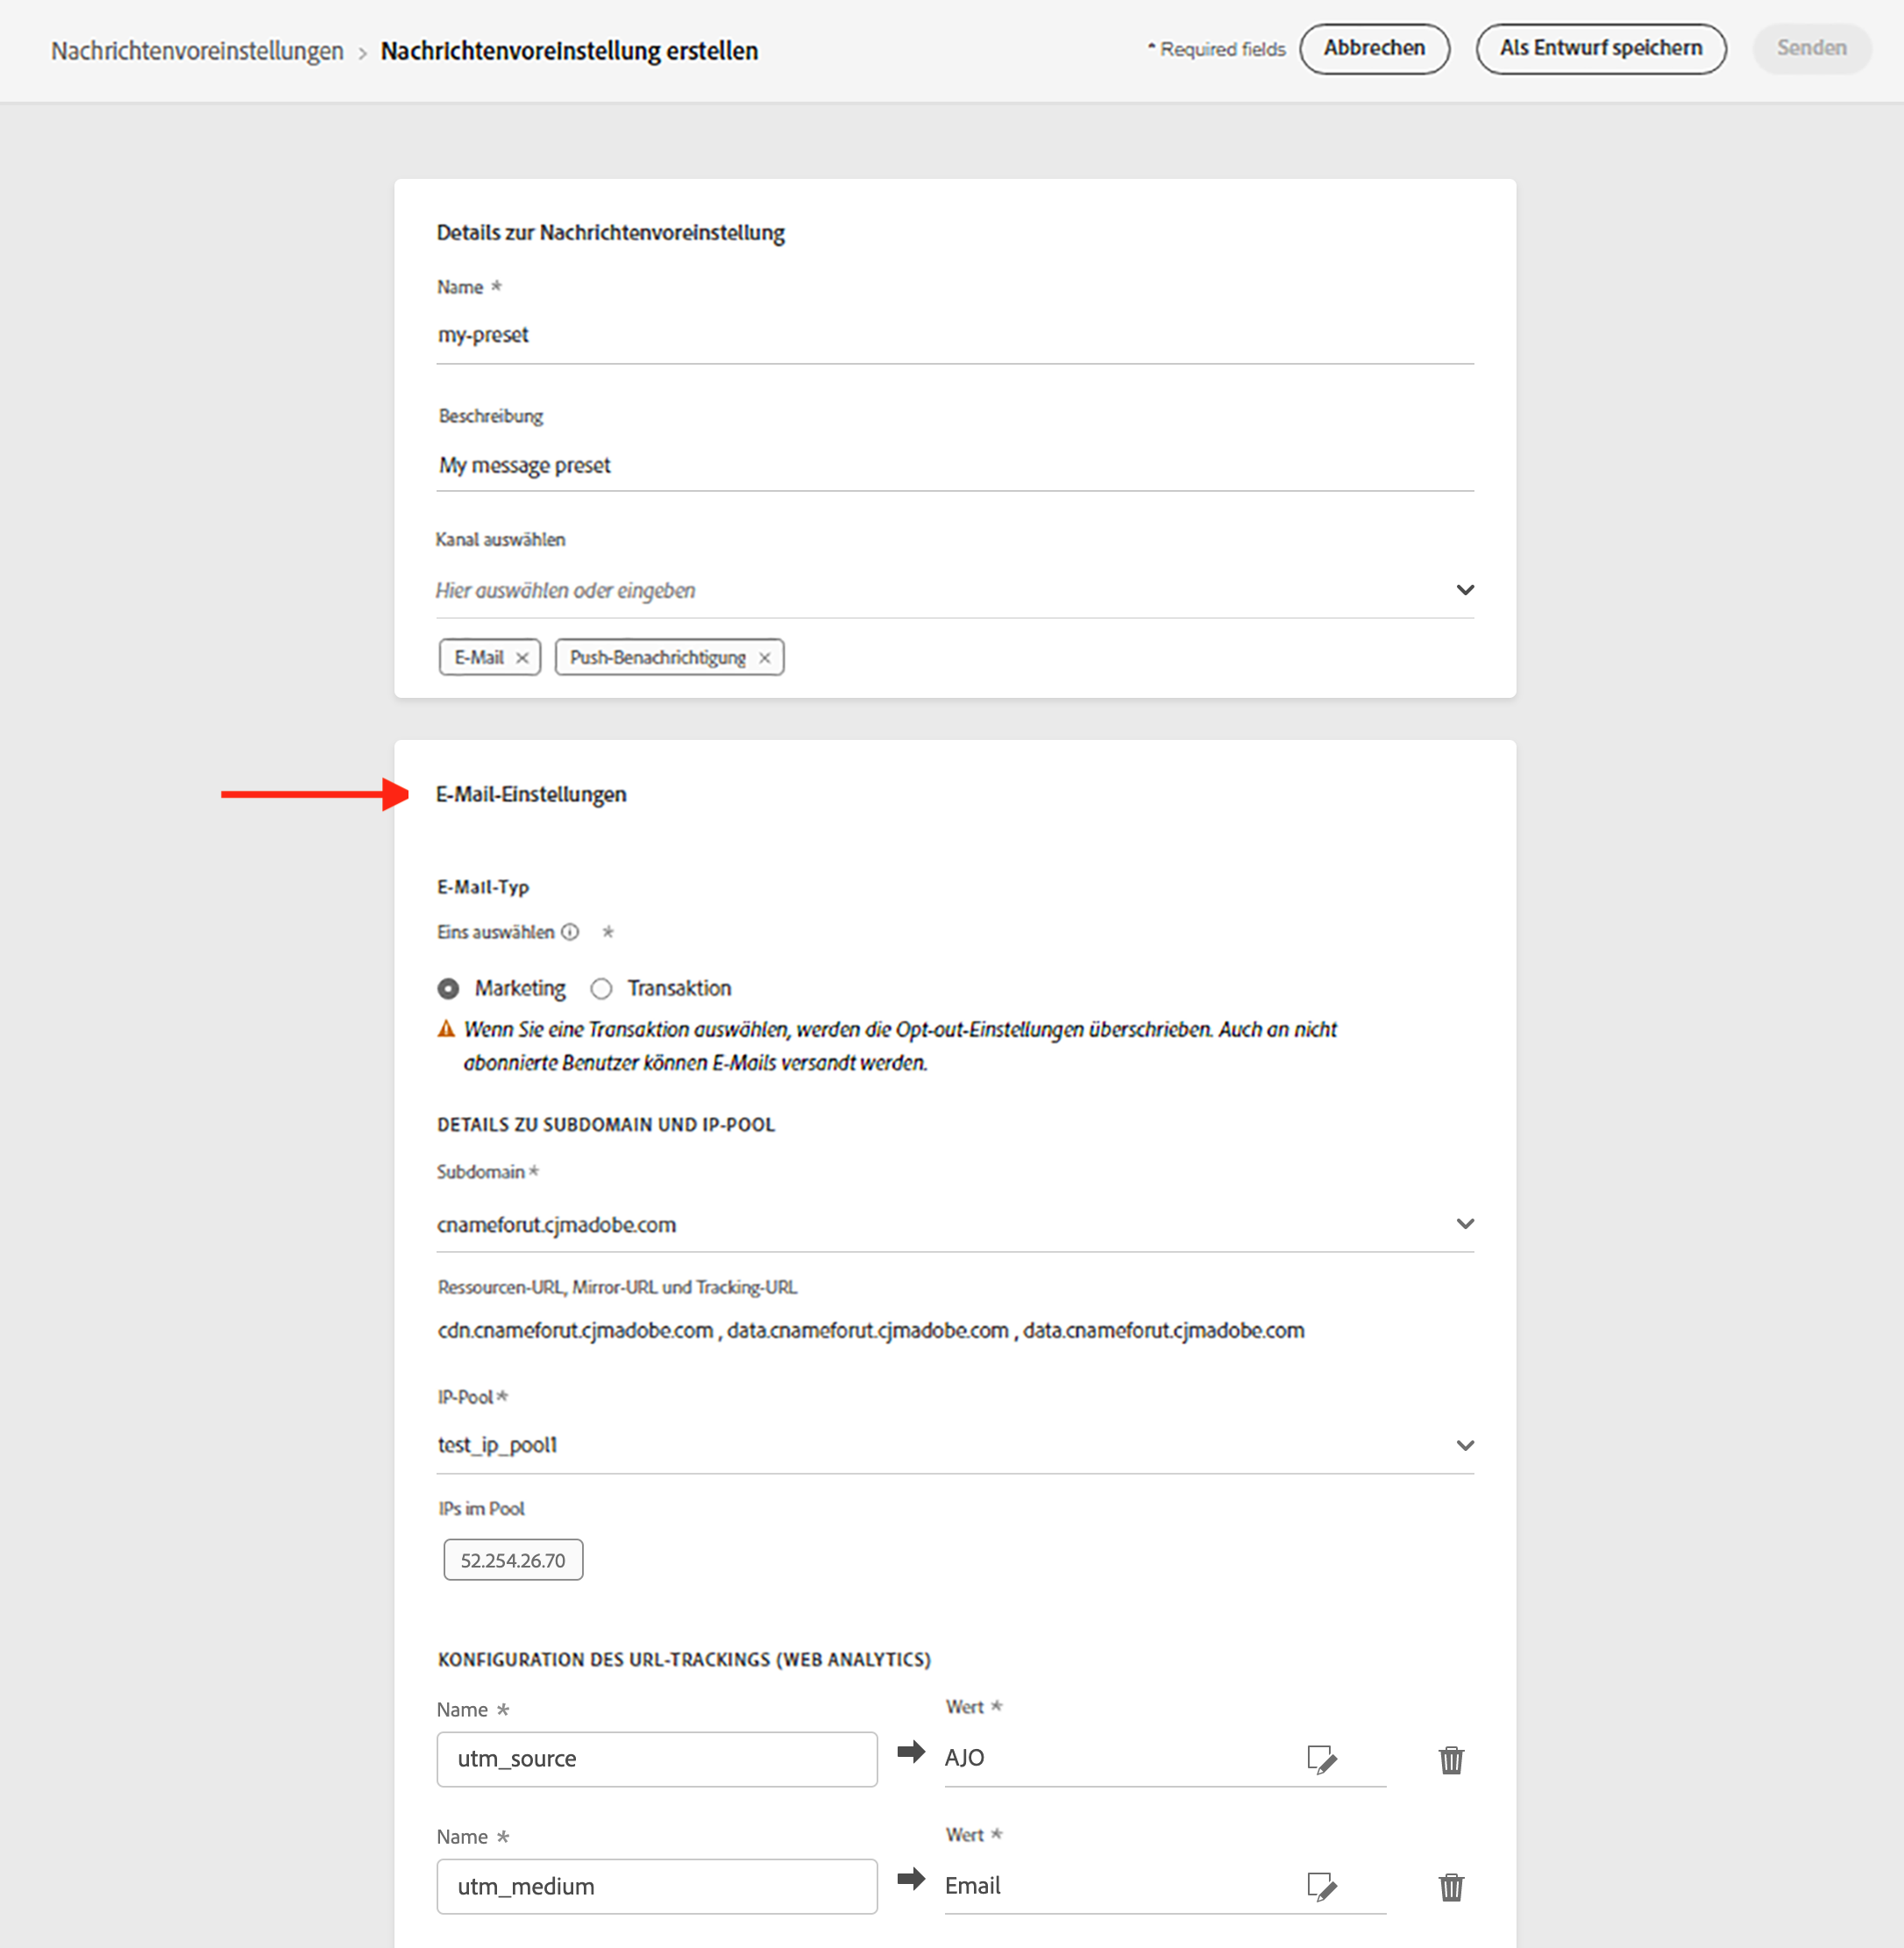 Nachrichtenvoreinstellungen > Nachrichtenvoreinstellung erstellen
* Required fields
Abbrechen
Als Entwurf speichern
Senden
Details zur Nachrichtenvoreinstellung
Name *
my-preset
Beschreibung
My message preset
Kanal auswählen
Hier auswählen oder eingeben
E-Mail ×
Push-Benachrichtigung ×
E-Mail-Einstellungen
E-Mail-Typ
Eins auswählen *
Marketing
Transaktion
Wenn Sie eine Transaktion auswählen, werden die Opt-out-Einstellungen überschrieben. Auch an nicht
abonnierte Benutzer können E-Mails versandt werden.
DETAILS ZU SUBDOMAIN UND IP-POOL
Subdomain *
cnameforut.cjmadobe.com
Ressourcen-URL, Mirror-URL und Tracking-URL
cdn.cnameforut.cjmadobe.com , data.cnameforut.cjmadobe.com , data.cnameforut.cjmadobe.com
IP-Pool *
test_ip_pool1
IPs im Pool
52.254.26.70
KONFIGURATION DES URL-TRACKINGS (WEB ANALYTICS)
Name *
Wert *
utm_source
AJO
Name *
Wert *
utm_medium
Email